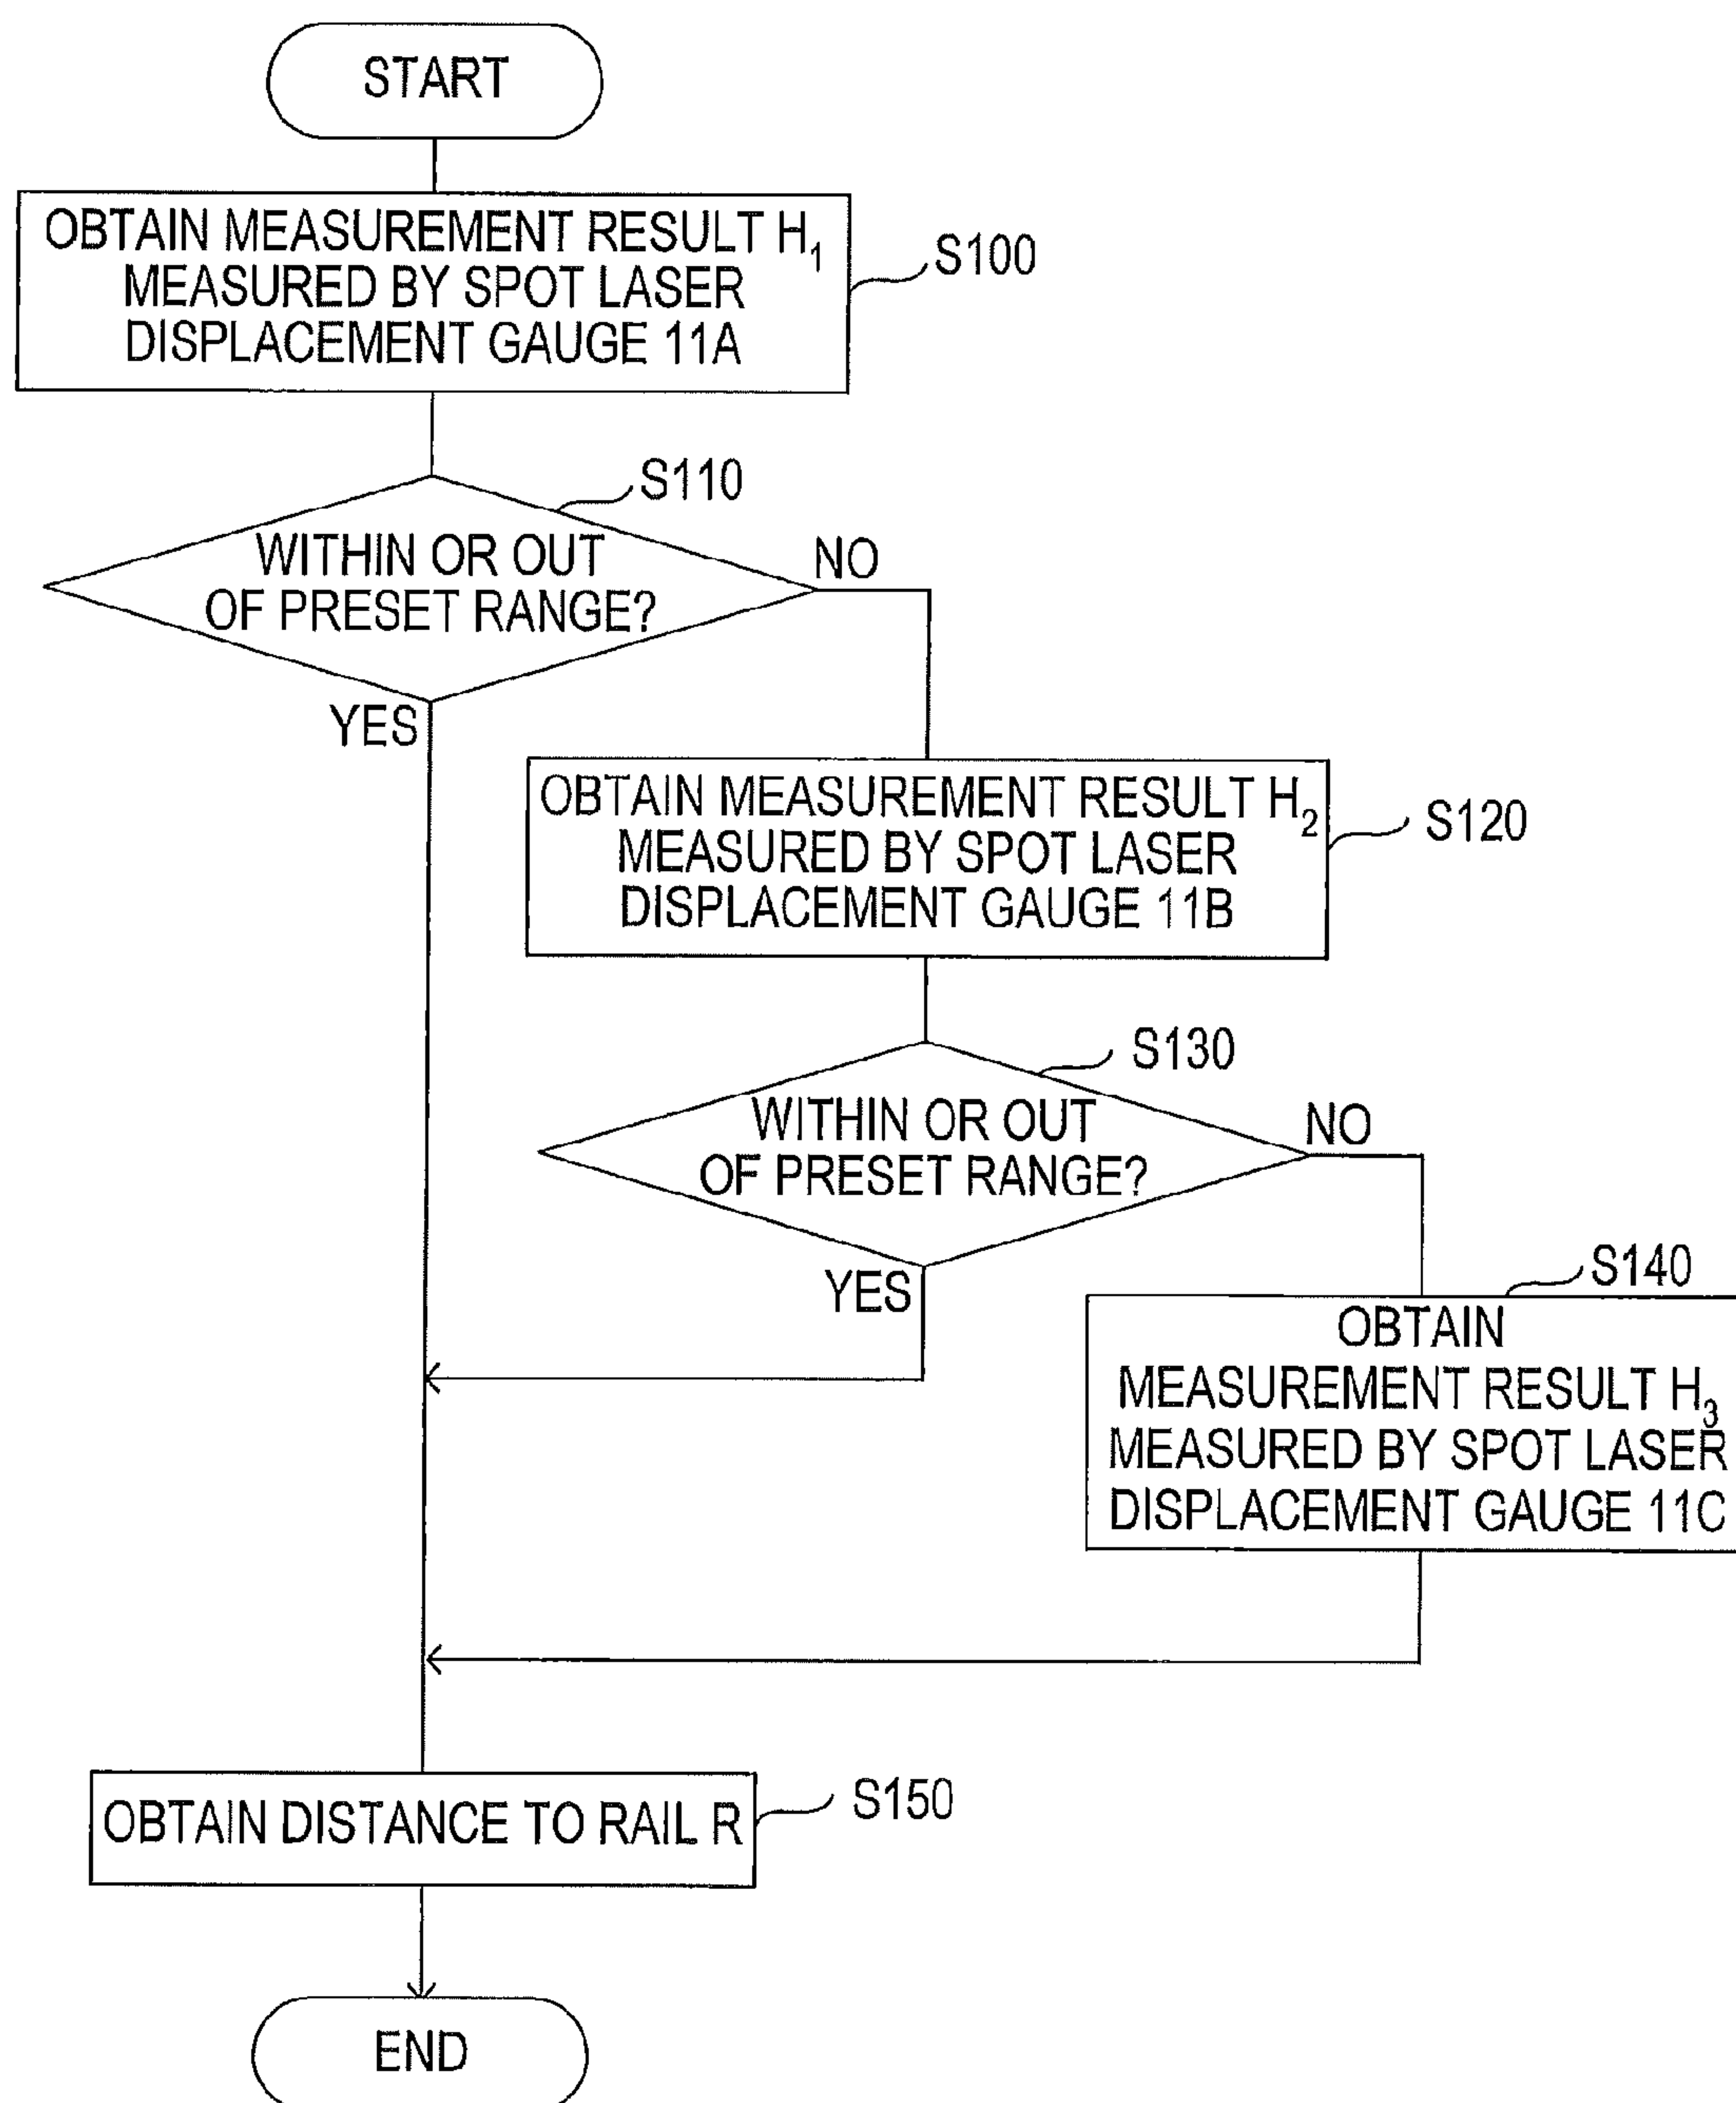 START
OBTAIN MEASUREMENT RESULT H1
MEASURED BY SPOT LASER
DISPLACEMENT GAUGE 11A
S100
S110
WITHIN OR OUT
OF PRESET RANGE?
NO
YES
OBTAIN MEASUREMENT RESULT H2
MEASURED BY SPOT LASER
DISPLACEMENT GAUGE 11B
S120
S130
WITHIN OR OUT
OF PRESET RANGE?
NO
YES
S140
OBTAIN
MEASUREMENT RESULT H3
MEASURED BY SPOT LASER
DISPLACEMENT GAUGE 11C
OBTAIN DISTANCE TO RAIL R
S150
END